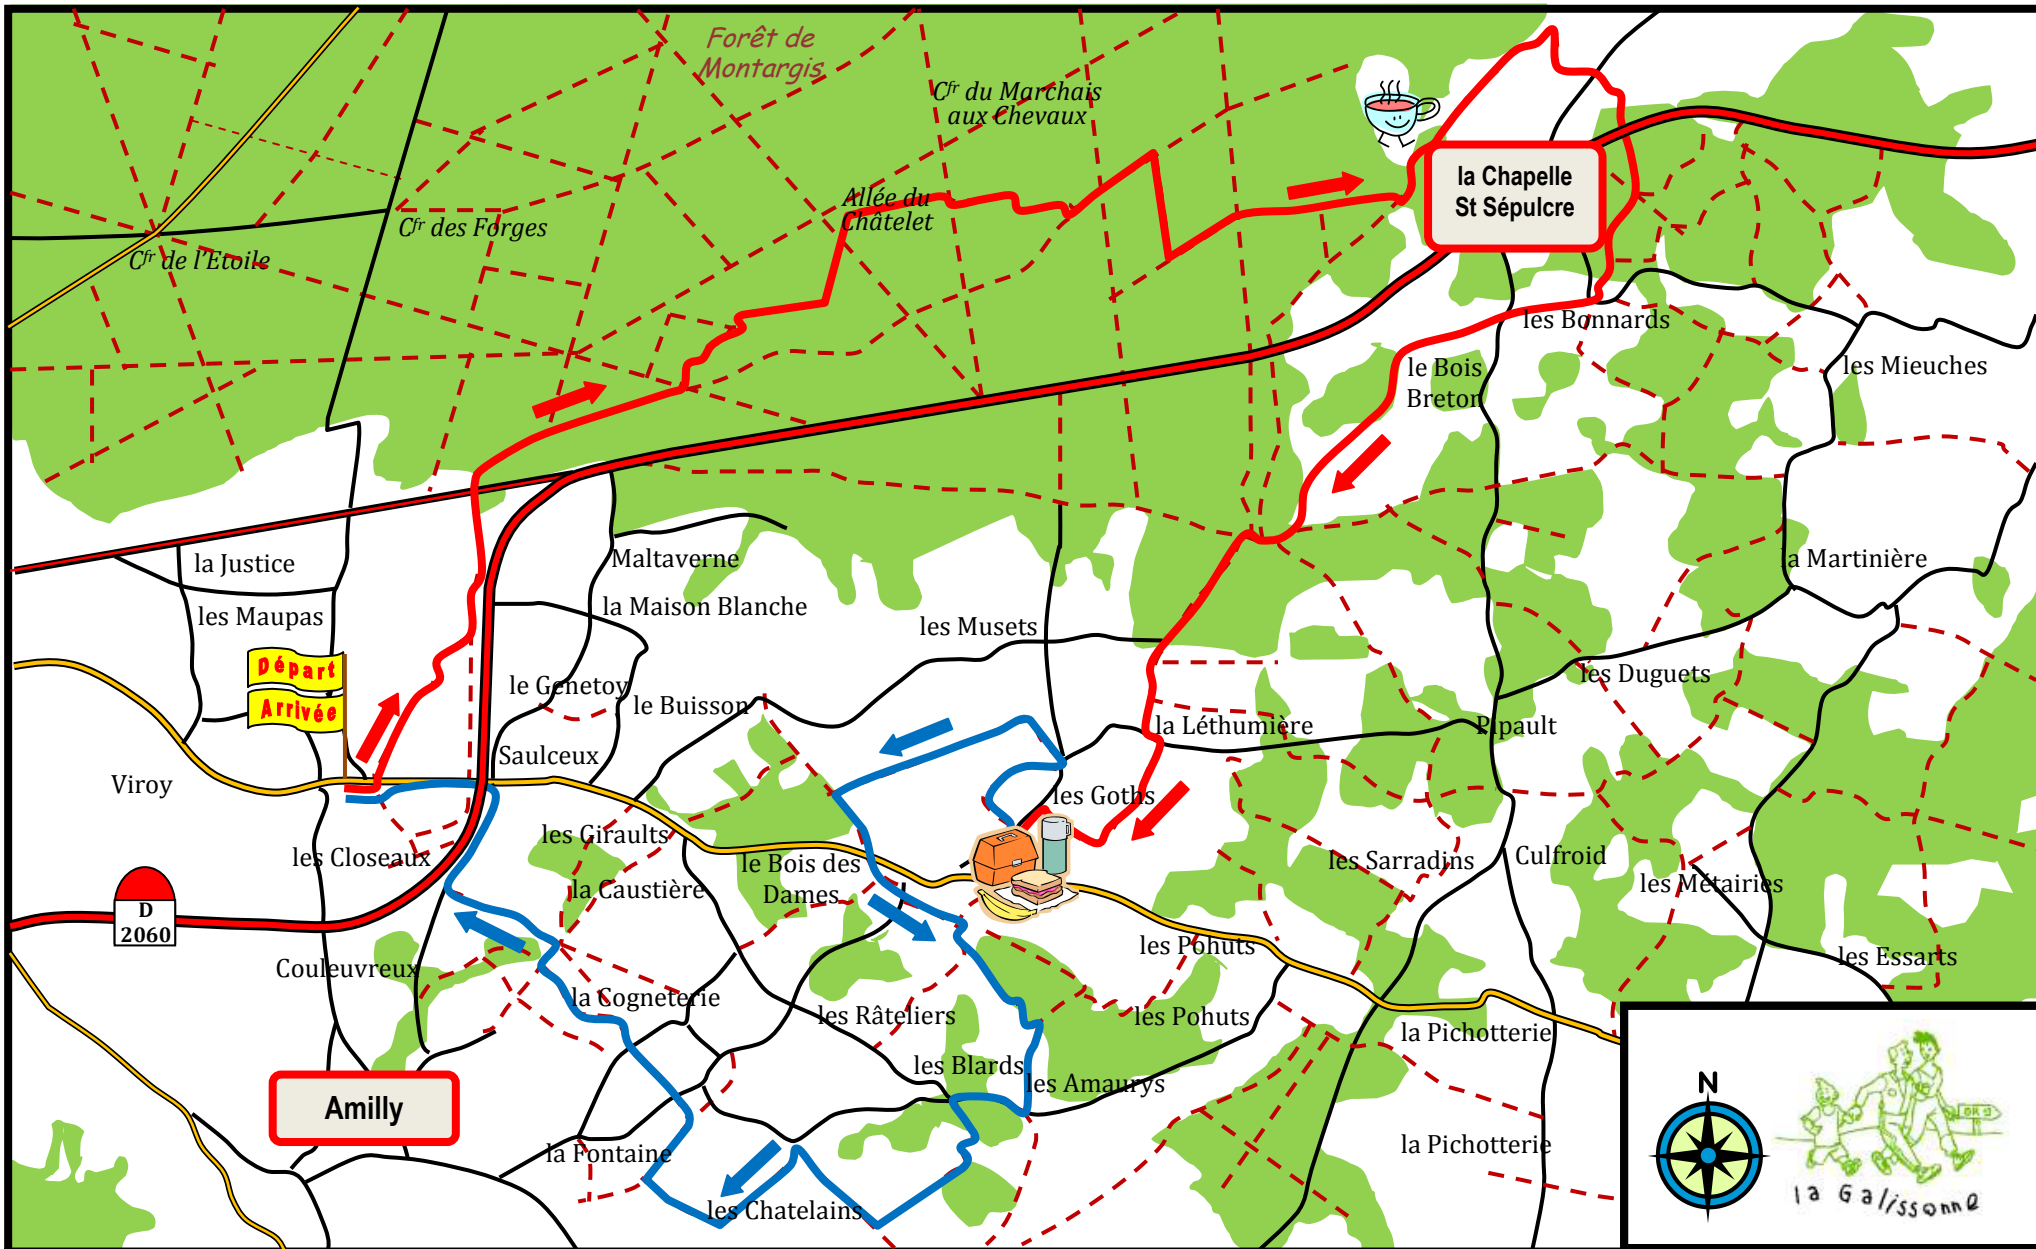 Forêt de
Montargis
Cfr du Marchais
aux Chevaux
la Chapelle
St Sépulcre
Allée du
Châtelet
Cfr des Forges
Cfr de l'Etoile
les Bonnards
le Bois
Breton
les Mieuches
la Justice
Maltaverne
la Martinière
les Maupas
la Maison Blanche
les Musets
Départ
Arrivée
le Genetoy
le Buisson
les Duguets
la Léthumière
Pipault
Saulceux
Viroy
les Goths
les Giraults
les Closeaux
le Bois des
Dames
la Caustière
les Sarradins
Culfroid
les Métairies
D
2060
les Pohuts
les Essarts
Couleuvreux
la Cogneterie
les Râteliers
les Pohuts
la Pichotterie
les Blards
les Amaurys
Amilly
la Fontaine
la Pichotterie
les Chatelains
N
la Galissonne